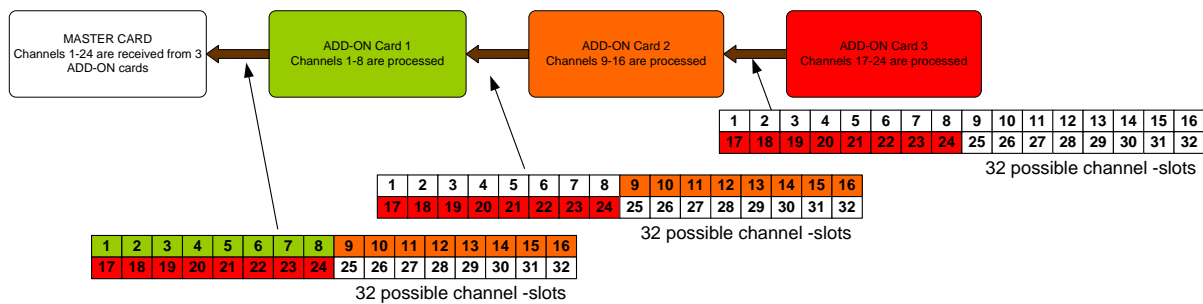 MASTER CARD
Channels 1-24 are received from 3
ADD-ON cards
ADD-ON Card 1
Channels 1-8 are processed
ADD-ON Card 2
Channels 9-16 are processed
ADD-ON Card 3
Channels 17-24 are processed
1 2 3 4 5 6 7 8 9 10 11 12 13 14 15 16
17 18 19 20 21 22 23 24 25 26 27 28 29 30 31 32
32 possible channel -slots
1 2 3 4 5 6 7 8 9 10 11 12 13 14 15 16
17 18 19 20 21 22 23 24 25 26 27 28 29 30 31 32
32 possible channel -slots
1 2 3 4 5 6 7 8 9 10 11 12 13 14 15 16
17 18 19 20 21 22 23 24 25 26 27 28 29 30 31 32
32 possible channel -slots